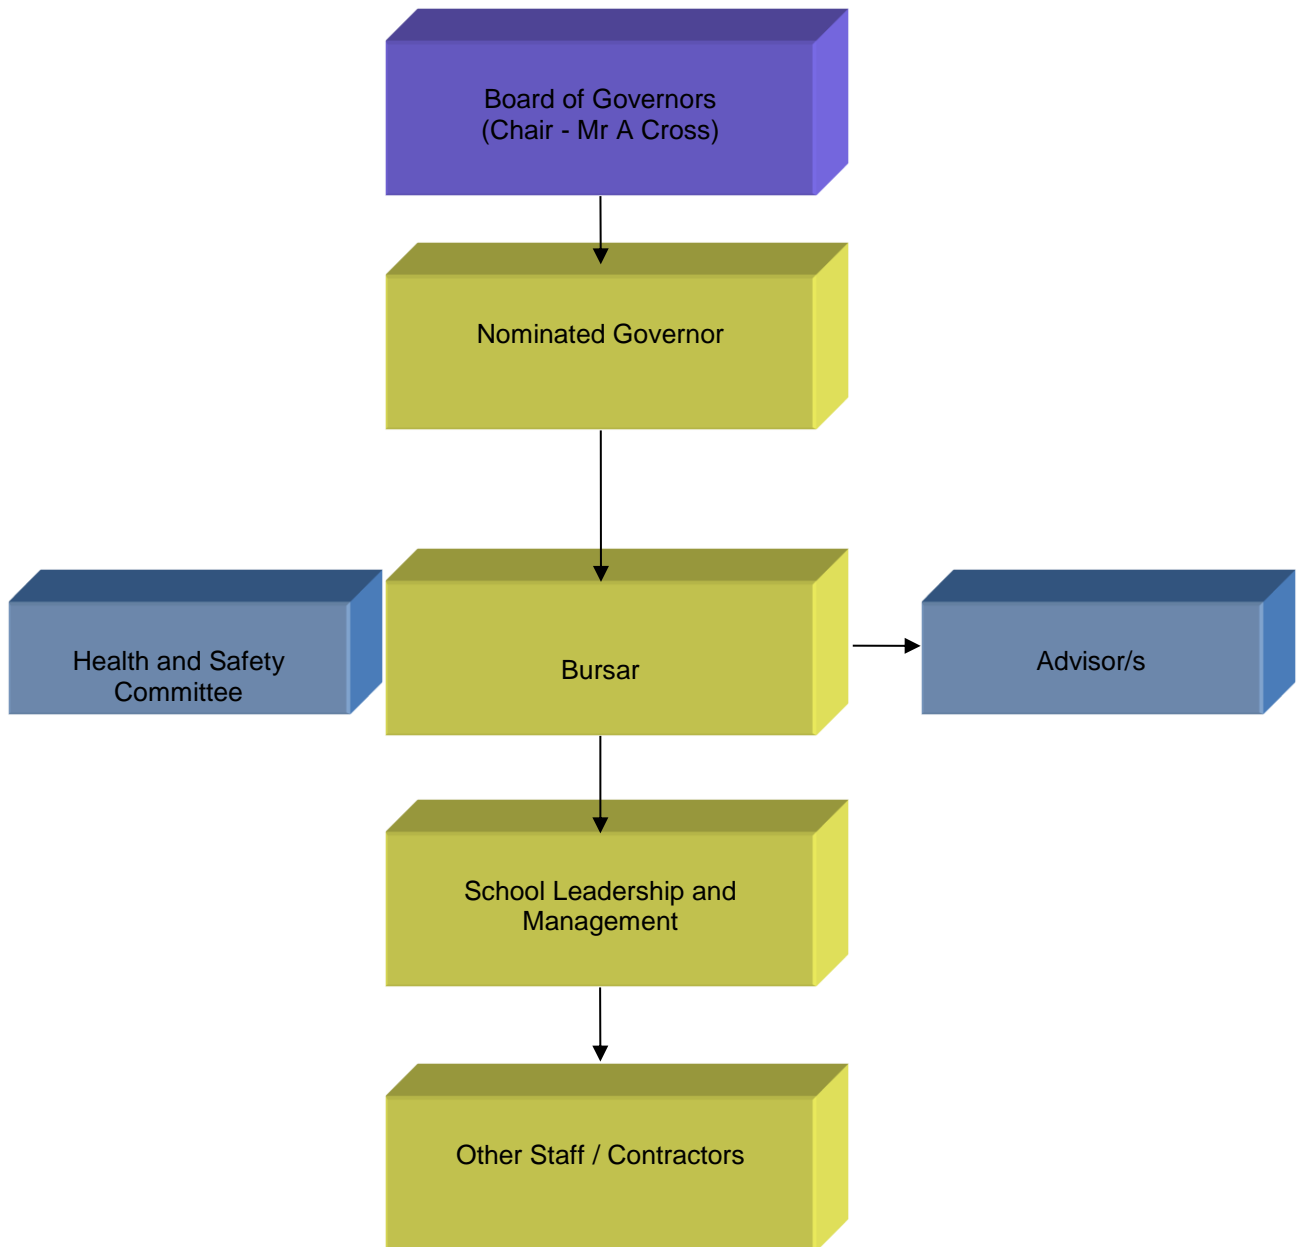 Board of Governors
(Chair - Mr A Cross)
Nominated Governor
Health and Safety
Committee
Bursar
Advisor/s
School Leadership and
Management
Other Staff / Contractors